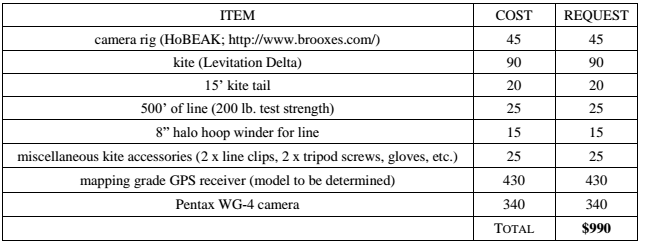 ITEM COST REQUEST
camera rig (HoBEAK; http://www.brooxes.com/) 45 45
kite (Levitation Delta) 90 90
15’ kite tail 20 20
500’ of line (200 lb. test strength) 25 25
8” halo hoop winder for line 15 15
miscellaneous kite accessories (2 x line clips, 2 x tripod screws, gloves, etc.) 25 25
mapping grade GPS receiver (model to be determined) 430 430
Pentax WG-4 camera 340 340
TOTAL $990